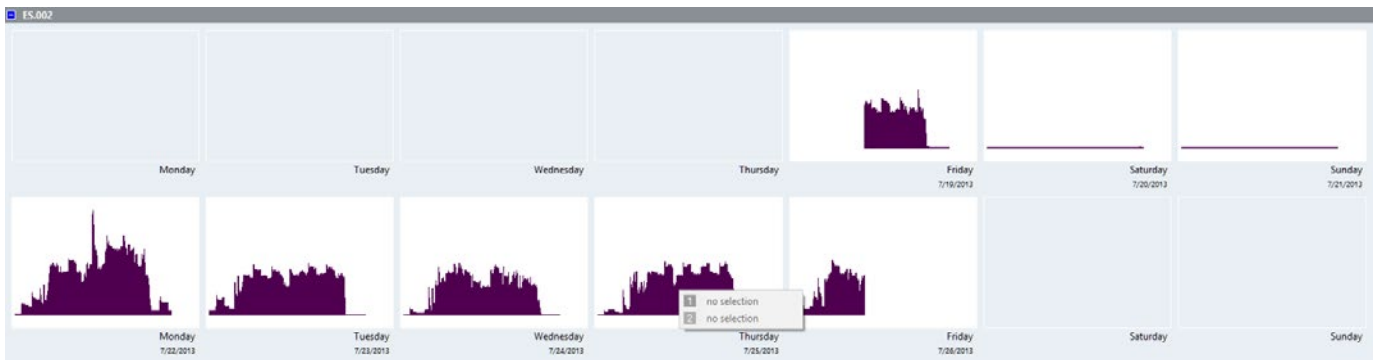 ES.002
Monday Tuesday Wednesday Thursday Friday Saturday Sunday
7/19/2013 7/20/2013 7/21/2013
1 no selection
2 no selection
Monday Tuesday Wednesday Thursday Friday Saturday Sunday
7/22/2013 7/23/2013 7/24/2013 7/25/2013 7/26/2013